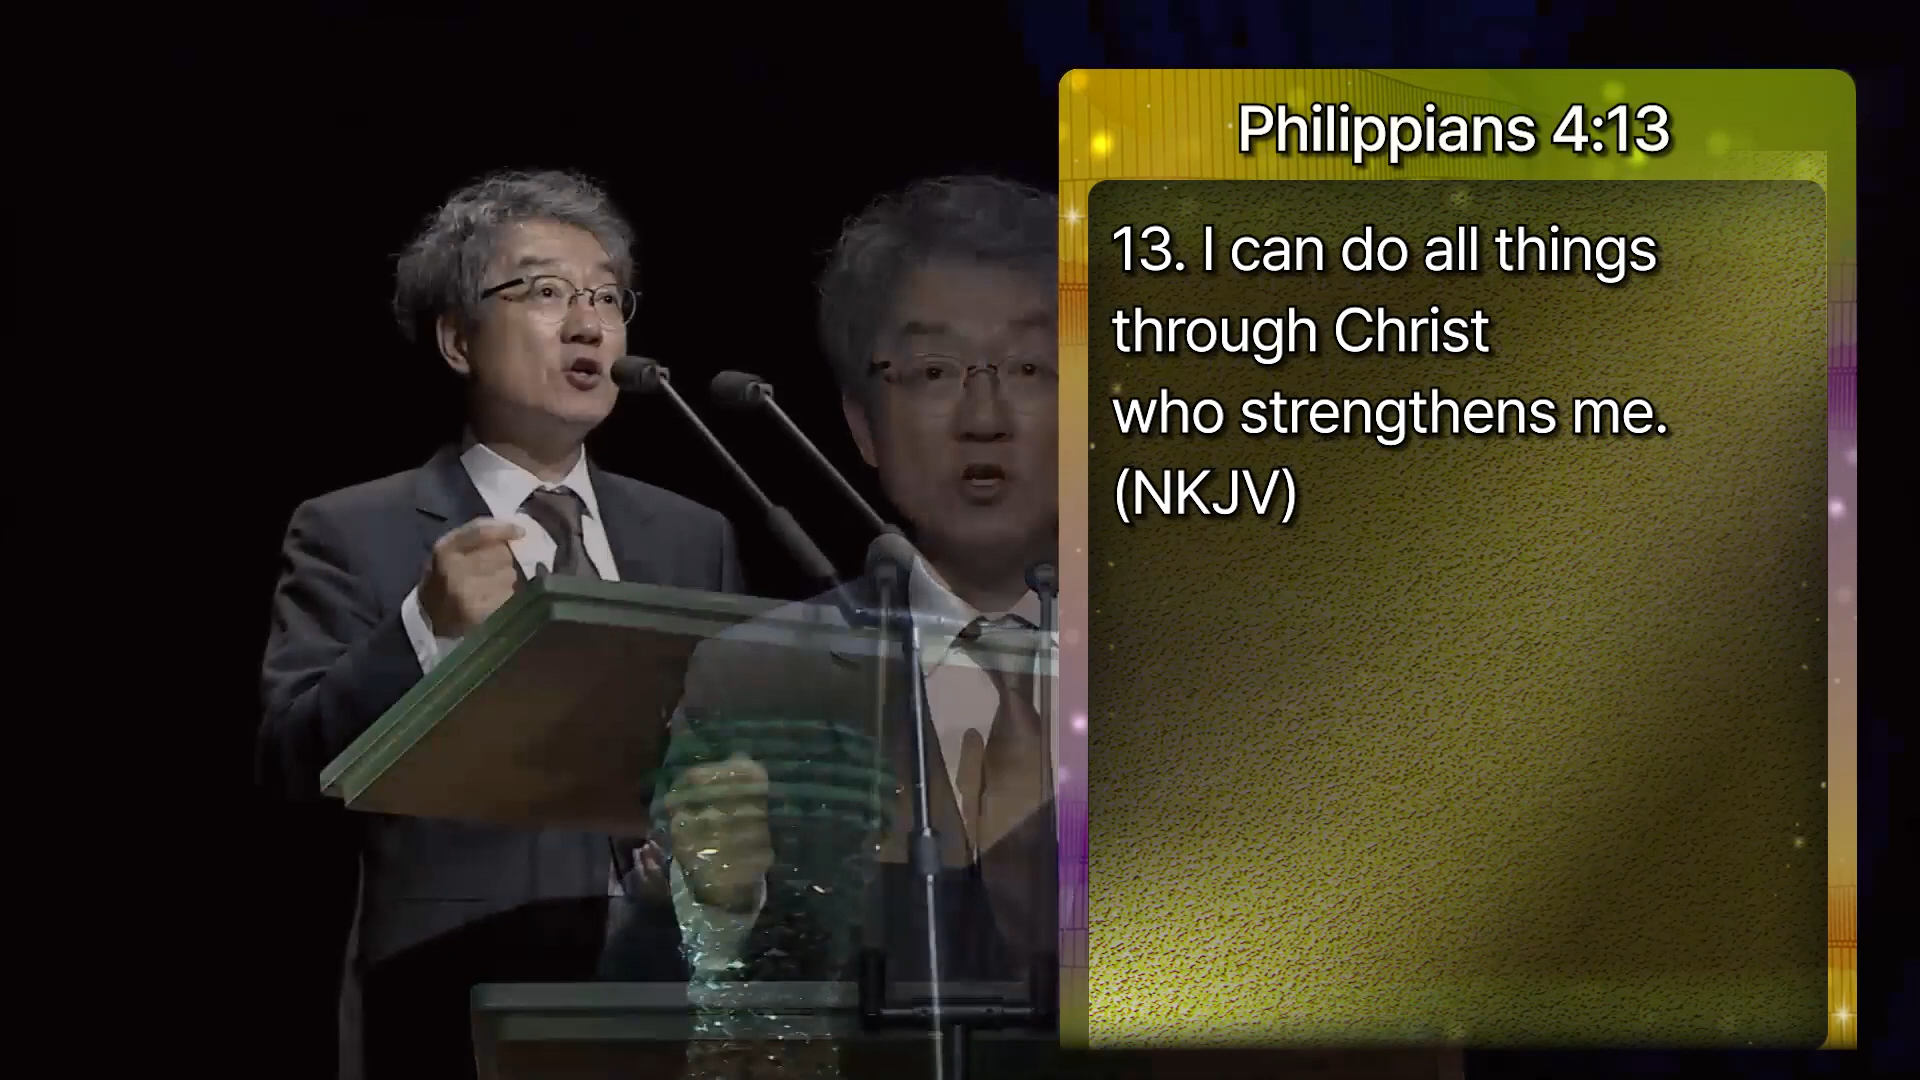 Philippians 4:13
13. I can do all things
through Christ
who strengthens me.
(NKJV)